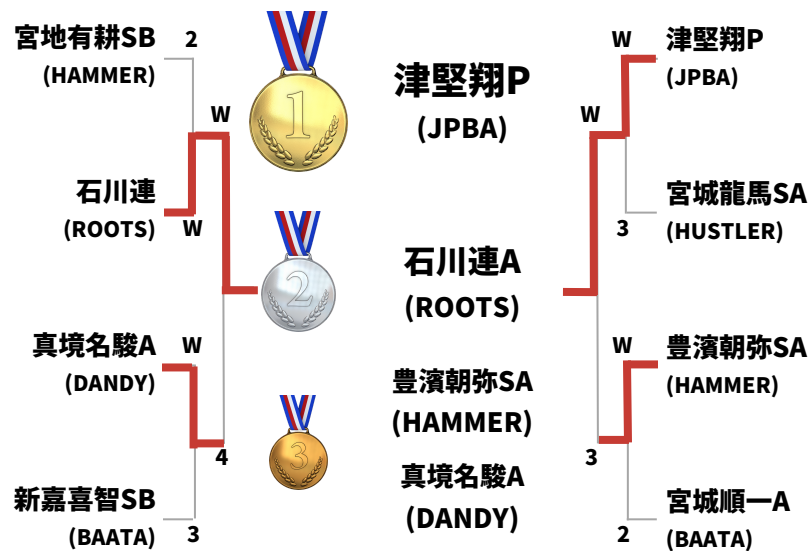 宮地有耕SB
2
(HAMMER)
W
石川連
(ROOTS)
W
真境名駿A
W
(DANDY)
4
新嘉喜智SB
(BAATA)
3
1
津堅翔P
(JPBA)
2
石川連A
(ROOTS)
3
豊濱朝弥SA
(HAMMER)
真境名駿A
(DANDY)
W
津堅翔P
(JPBA)
W
宮城龍馬SA
3
(HUSTLER)
W
豊濱朝弥SA
(HAMMER)
3
宮城順一A
2
(BAATA)